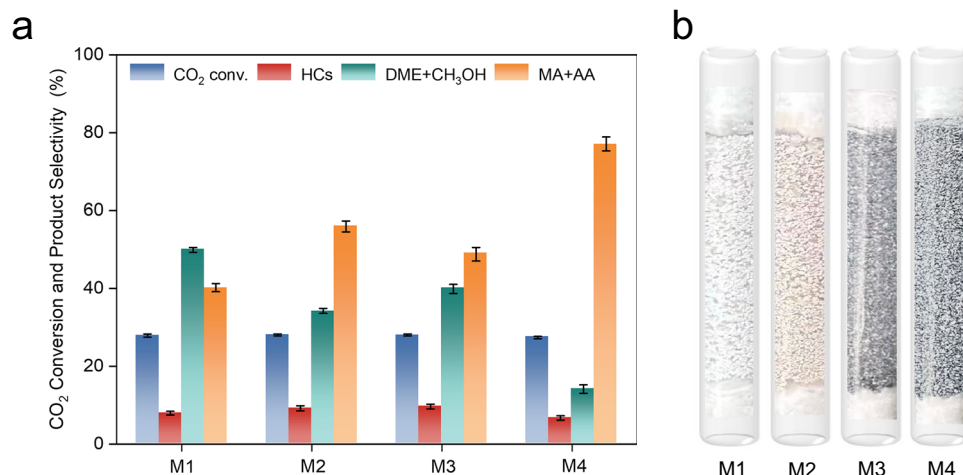 a
b
100
80
60
40
20
0
CO₂ Conversion and Product Selectivity (%)
CO₂ conv. HCs DME+CH₃OH MA+AA
M1 M2 M3 M4
M1 M2 M3 M4